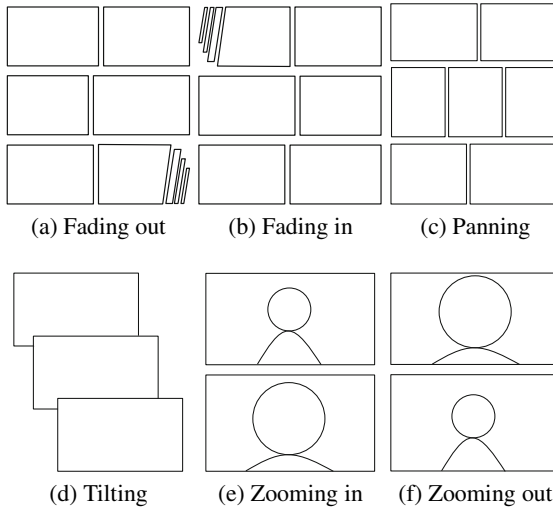 (a) Fading out
(b) Fading in
(c) Panning
(d) Tilting
(e) Zooming in
(f) Zooming out